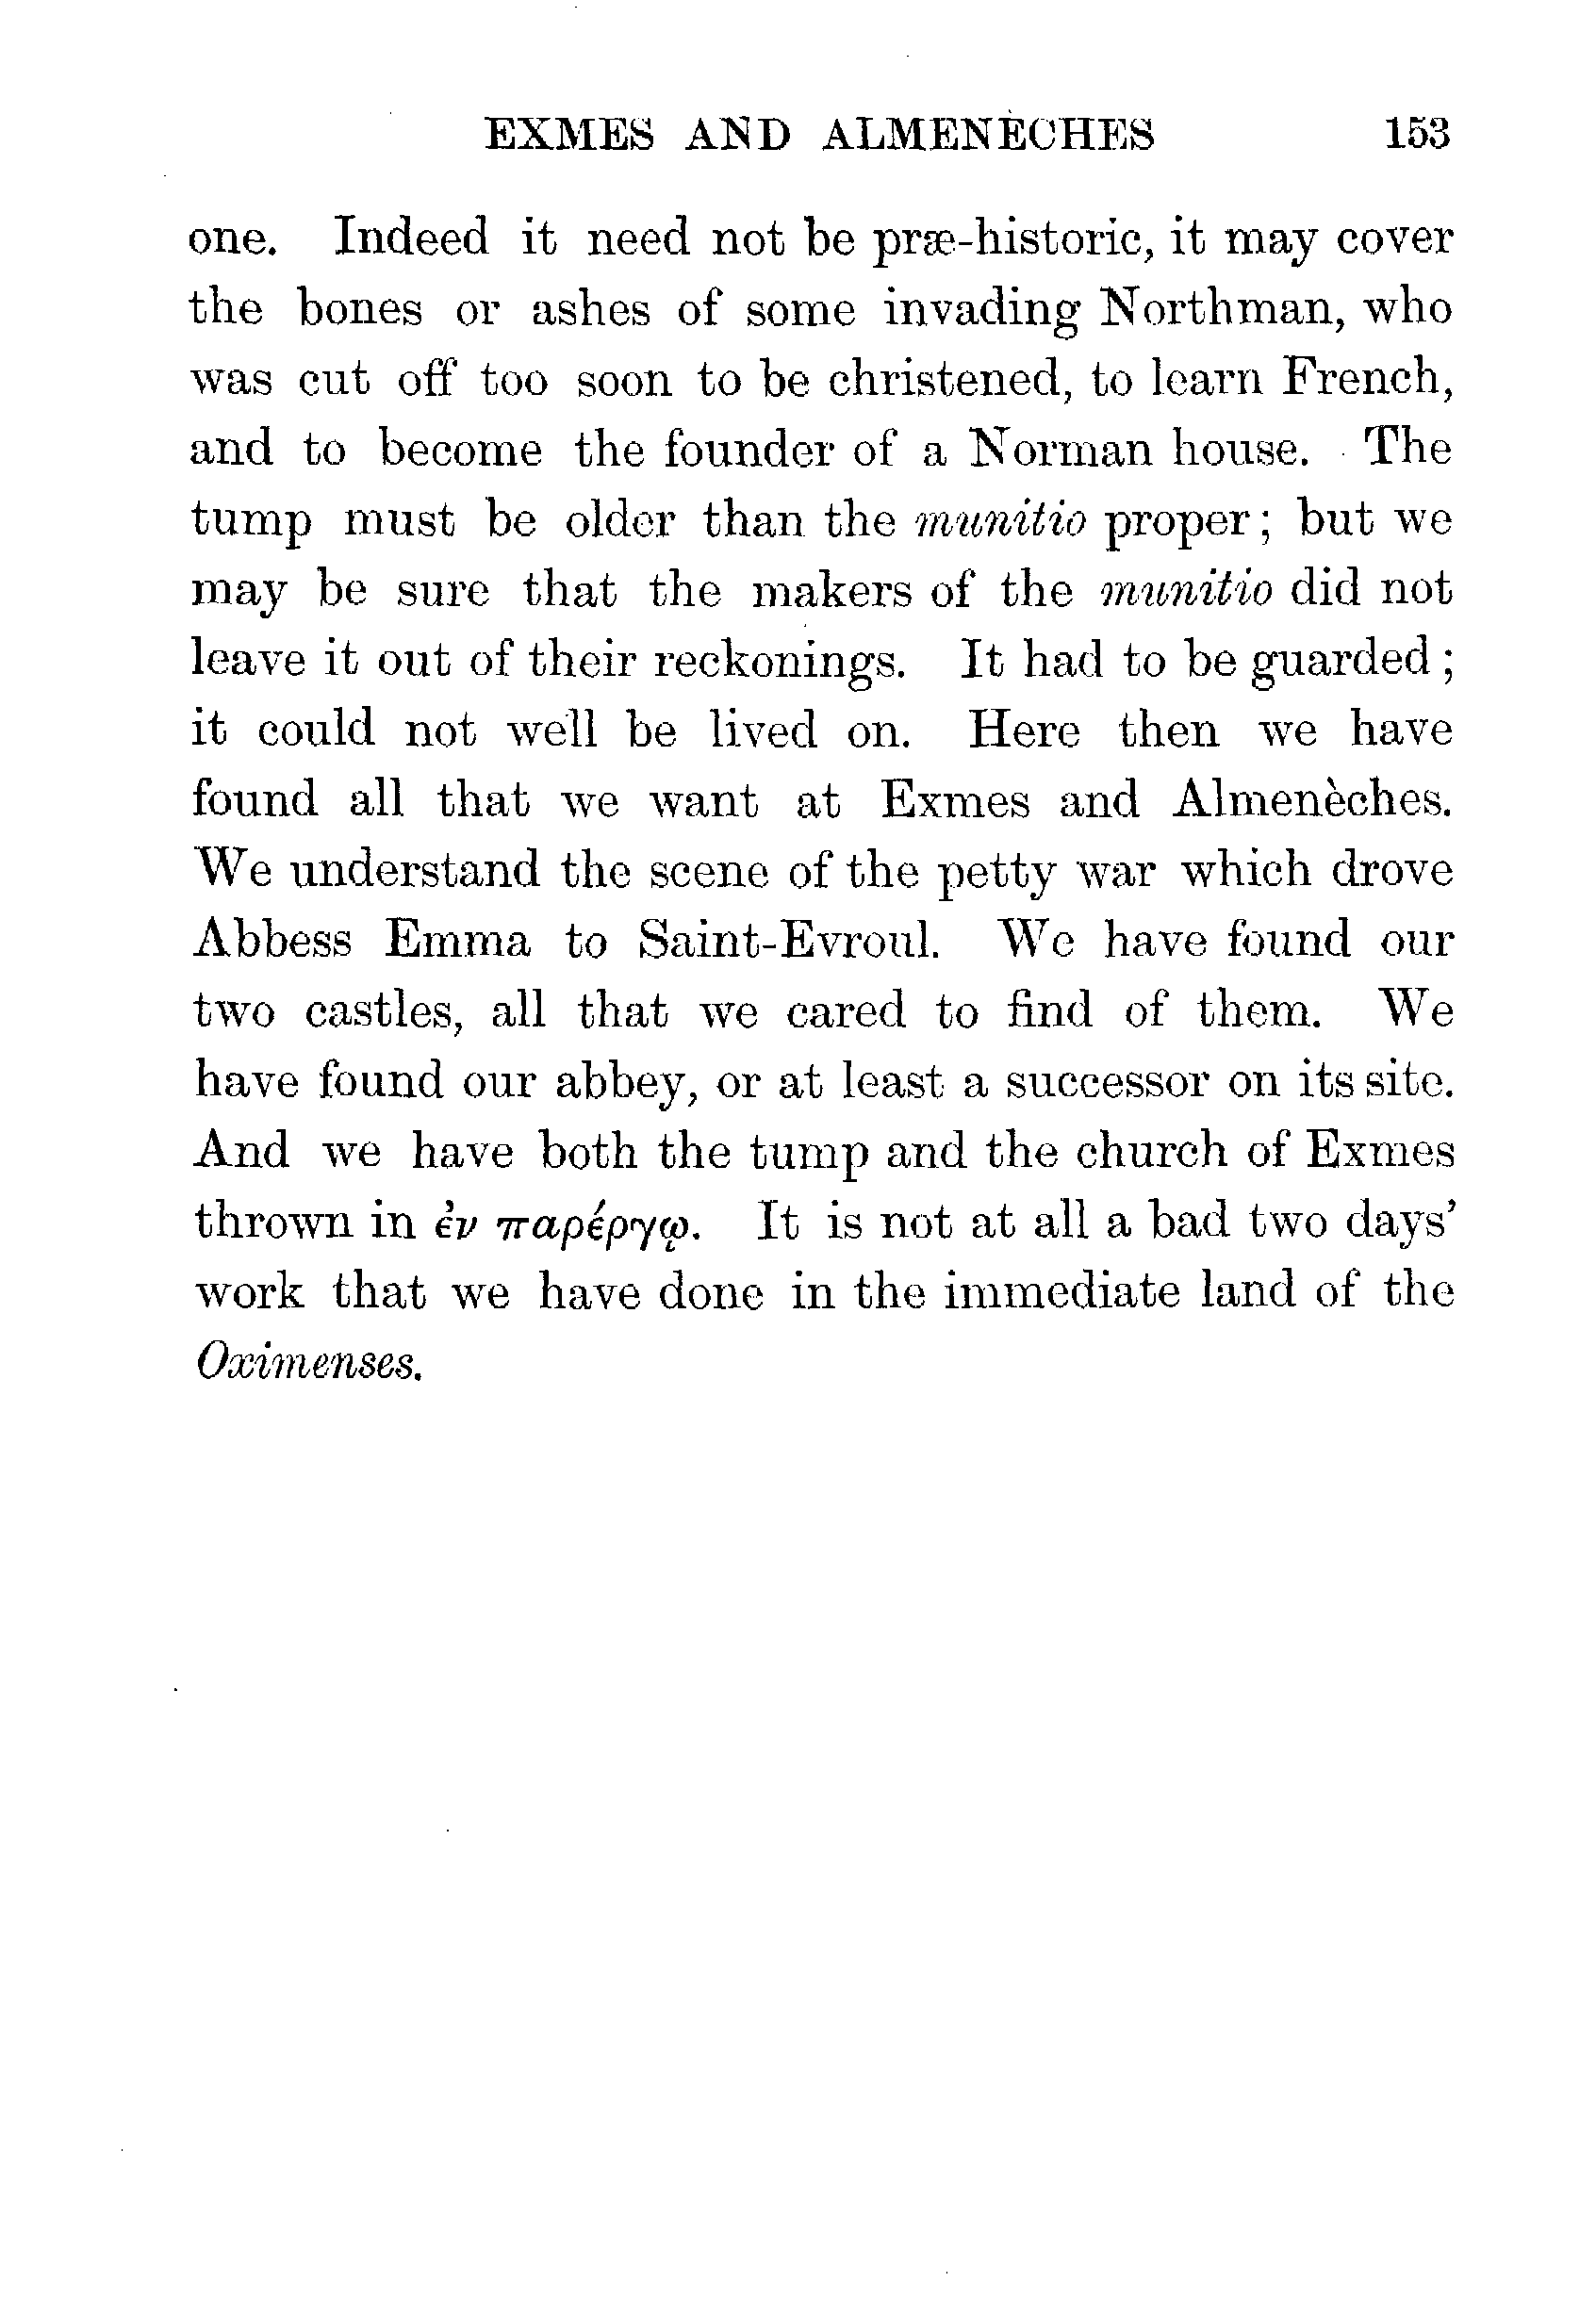 EXMES AND ALMENÈCHES 153
one. Indeed it need not be præ-historic, it may cover
the bones or ashes of some invading Northman, who
was cut off too soon to be christened, to learn French,
and to become the founder of a Norman house. The
tump must be older than the munitio proper; but we
may be sure that the makers of the munitio did not
leave it out of their reckonings. It had to be guarded;
it could not well be lived on. Here then we have
found all that we want at Exmes and Almenèches.
We understand the scene of the petty war which drove
Abbess Emma to Saint-Evroul. We have found our
two castles, all that we cared to find of them. We
have found our abbey, or at least a successor on its site.
And we have both the tump and the church of Exmes
thrown in ἐν παρέργῳ. It is not at all a bad two days'
work that we have done in the immediate land of the
Oximenses.